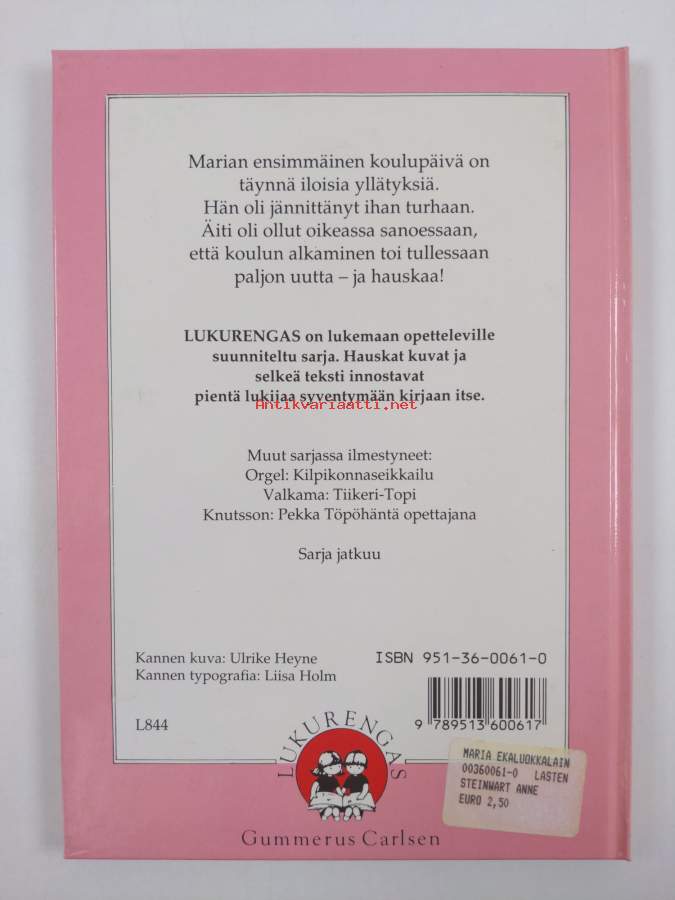 Marian ensimmäinen koulupäivä on
täynnä iloisia yllätyksiä.
Hän oli jännittänyt ihan turhaan.
Äiti oli ollut oikeassa sanoessaan,
että koulun alkaminen toi tullessaan
paljon uutta – ja hauskaa!
LUKURENGAS on lukemaan opetteleville
suunniteltu sarja. Hauskat kuvat ja
selkeä teksti innostavat
pientä lukijaa syventymään kirjaan itse.
Antikvariaatti.net
Muut sarjassa ilmestyneet:
Orgel: Kilpikonnaseikkailu
Valkama: Tiikeri-Topi
Knutsson: Pekka Töpöhäntä opettajana
Sarja jatkuu
Kannen kuva: Ulrike Heyne
Kannen typografia: Liisa Holm
ISBN 951-36-0061-0
9 789513 600617
L844
LUKURENGAS
MARIA EKALUOKKALAIN
00360061-0 LASTEN
STEINWART ANNE
EURO 2,50
Gummerus Carlsen